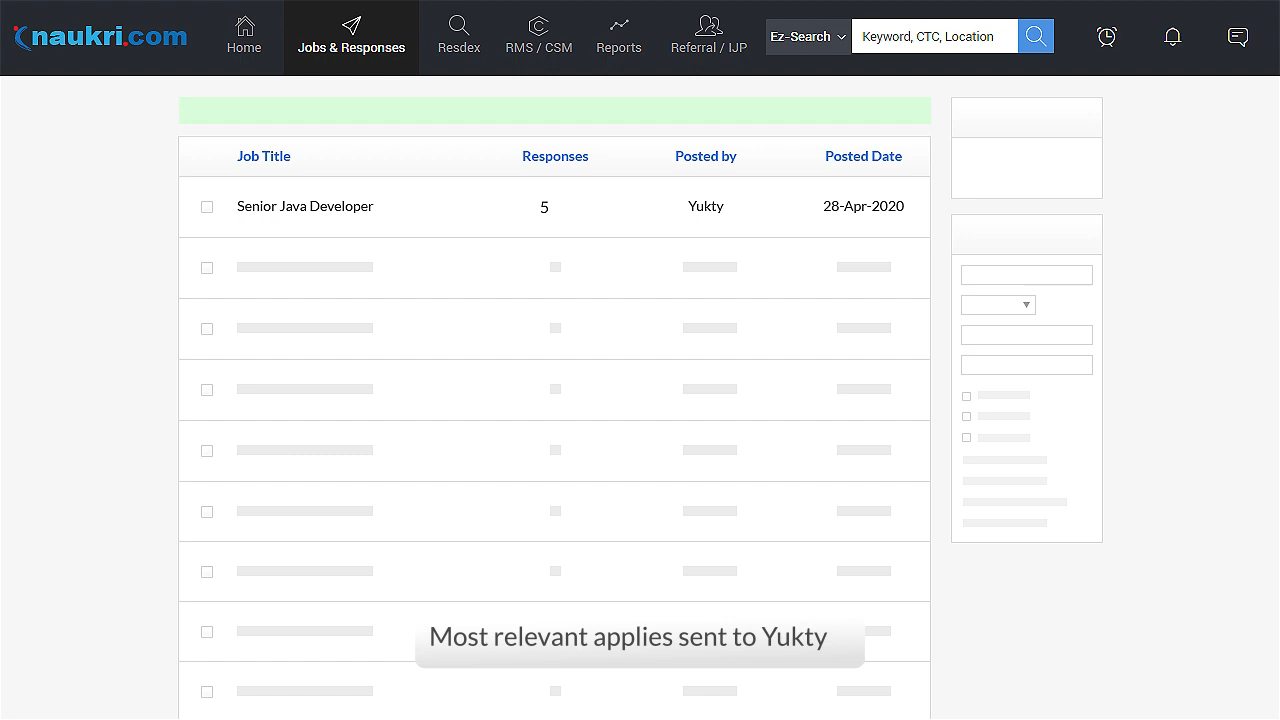 naukri.com
Home
Jobs & Responses
Resdex
RMS / CSM
Reports
Referral / IJP
Ez-Search
Keyword, CTC, Location
Job Title Responses Posted by Posted Date
Senior Java Developer 5 Yukty 28-Apr-2020
Most relevant applies sent to Yukty